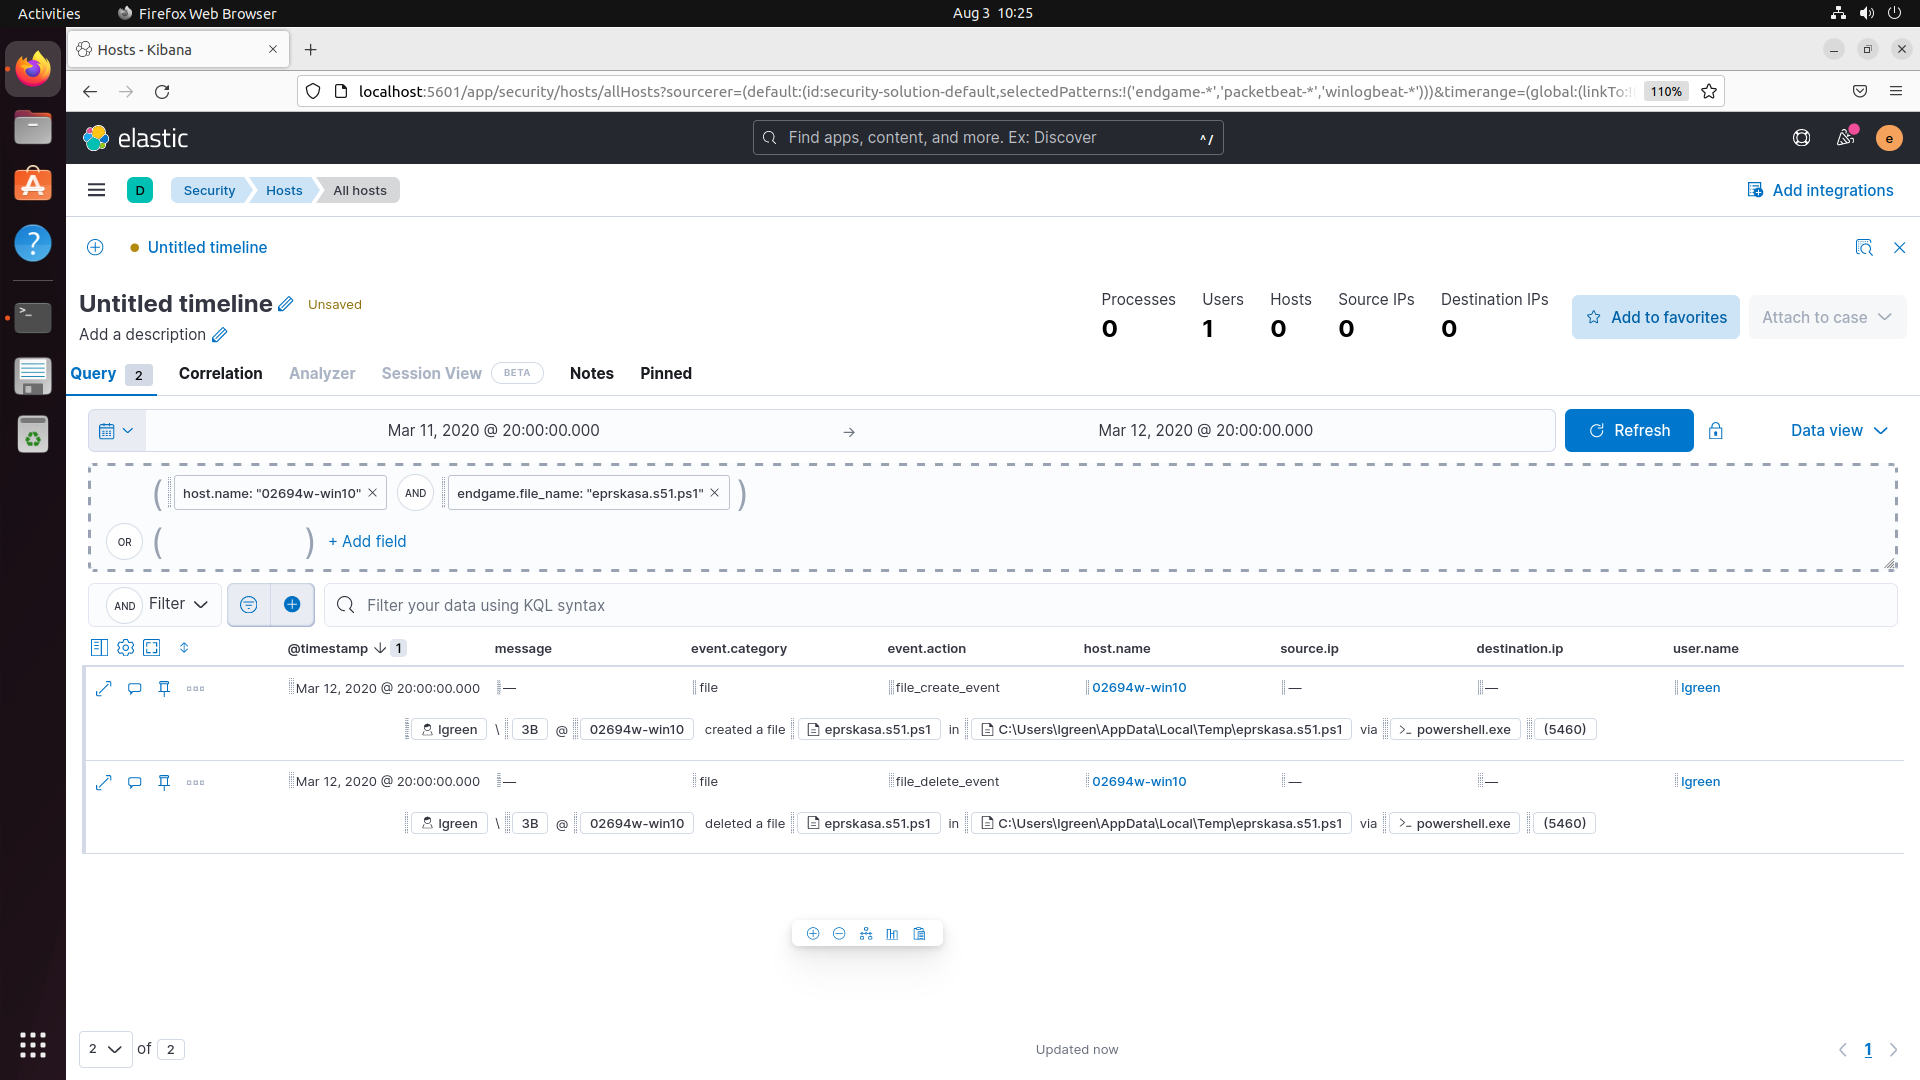 Activities
Firefox Web Browser
Aug 3 10:25
Hosts - Kibana
localhost:5601/app/security/hosts/allHosts?sourcerer=(default:(id:security-solution-default,selectedPatterns:!('endgame-*','packetbeat-*','winlogbeat-*')))&timerange=(global:(linkTo:!
110%
elastic
Find apps, content, and more. Ex: Discover
^/
e
D
Security
Hosts
All hosts
Add integrations
Untitled timeline
Untitled timeline
Unsaved
Add a description
Processes Users Hosts Source IPs Destination IPs
0 1 0 0 0
Add to favorites
Attach to case
Query 2
Correlation
Analyzer
Session View BETA
Notes
Pinned
Mar 11, 2020 @ 20:00:00.000 → Mar 12, 2020 @ 20:00:00.000
Refresh
Data view
( host.name: "02694w-win10" × AND endgame.file_name: "eprskasa.s51.ps1" × )
OR ( ) + Add field
AND Filter
Filter your data using KQL syntax
@timestamp 1 message event.category event.action host.name source.ip destination.ip user.name
Mar 12, 2020 @ 20:00:00.000 — file file_create_event 02694w-win10 — — lgreen
lgreen \ 3B @ 02694w-win10 created a file eprskasa.s51.ps1 in C:\Users\lgreen\AppData\Local\Temp\eprskasa.s51.ps1 via >_ powershell.exe (5460)
Mar 12, 2020 @ 20:00:00.000 — file file_delete_event 02694w-win10 — — lgreen
lgreen \ 3B @ 02694w-win10 deleted a file eprskasa.s51.ps1 in C:\Users\lgreen\AppData\Local\Temp\eprskasa.s51.ps1 via >_ powershell.exe (5460)
2 of 2
Updated now
1